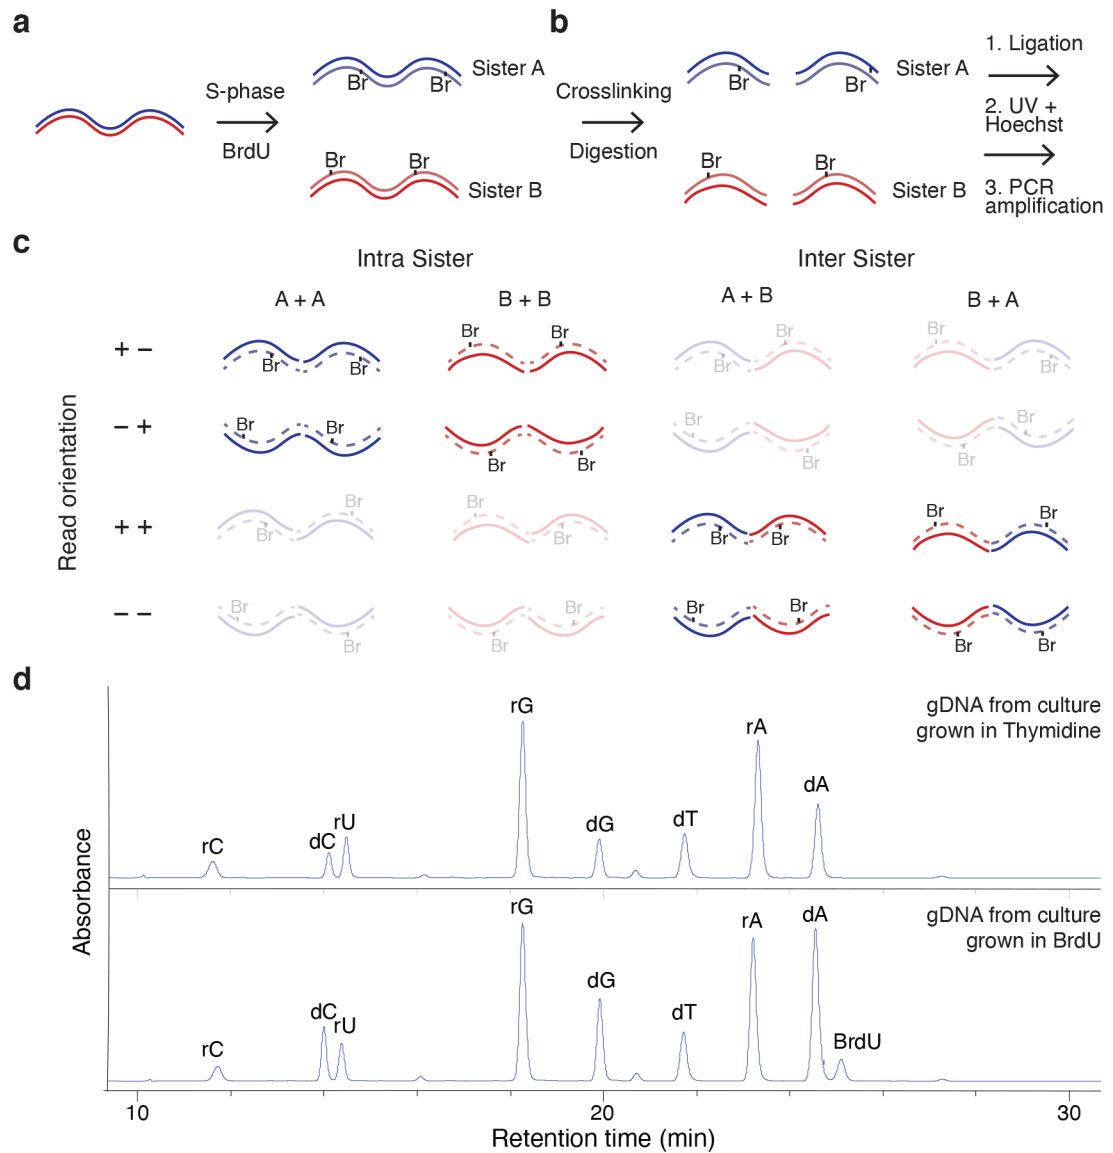 a
S-phase
BrdU
Br
Br
Sister A
Br
Br
Sister B
b
Crosslinking
Digestion
Br
Br
Sister A
Br
Br
Sister B
1. Ligation
2. UV +
Hoechst
3. PCR
amplification
c
Intra Sister
Inter Sister
A + A
B + B
A + B
B + A
Read orientation
+ −
Br
Br
Br
Br
Br
Br
Br
Br
− +
Br
Br
Br
Br
Br
Br
Br
Br
+ +
Br
Br
Br
Br
Br
Br
Br
Br
− −
Br
Br
Br
Br
Br
Br
Br
Br
d
Absorbance
gDNA from culture
grown in Thymidine
rC
dC
rU
rG
dG
dT
rA
dA
gDNA from culture
grown in BrdU
rC
dC
rU
rG
dG
dT
rA
dA
BrdU
10
20
30
Retention time (min)